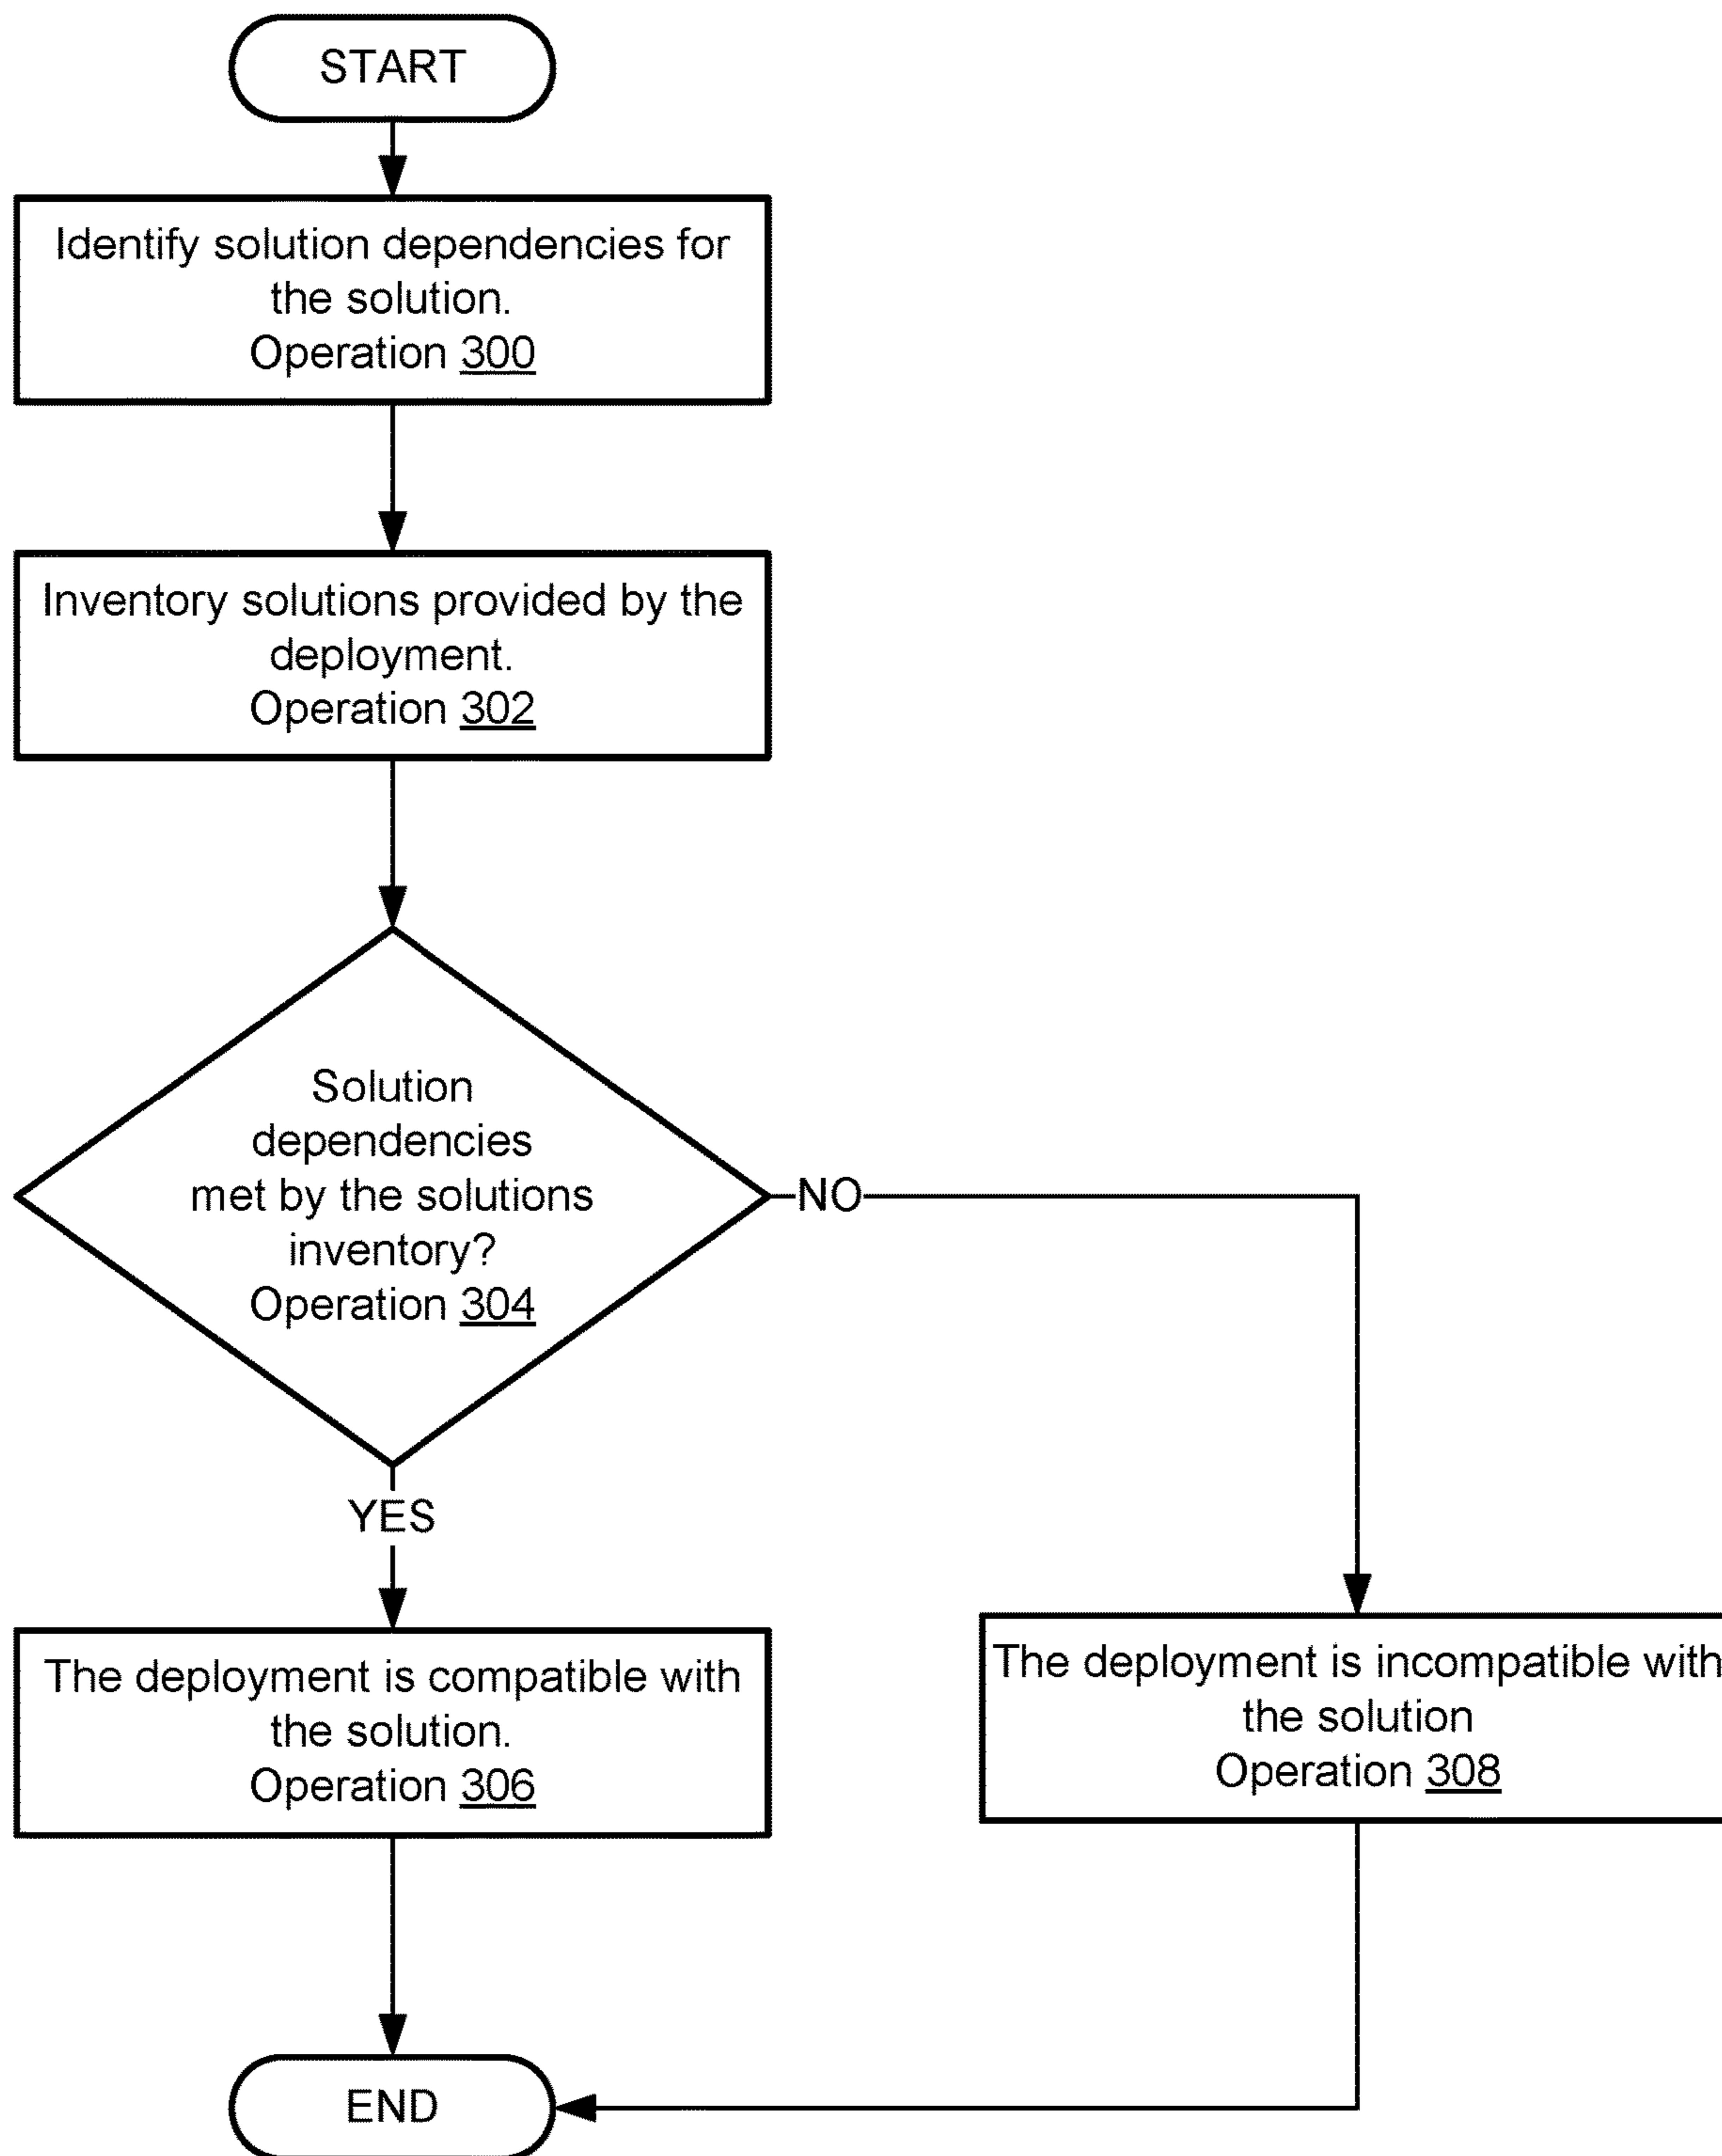 START
Identify solution dependencies for
the solution.
Operation 300
Inventory solutions provided by the
deployment.
Operation 302
Solution
dependencies
met by the solutions
inventory?
Operation 304
NO
YES
The deployment is compatible with
the solution.
Operation 306
The deployment is incompatible with
the solution
Operation 308
END